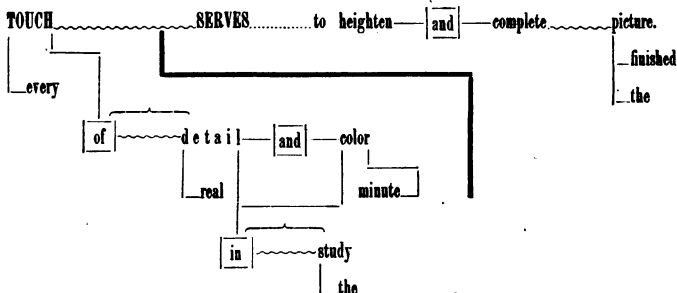 TOUCH SERVES to heighten and complete picture.
finished
every the
of detail and color
real minute
in study
the